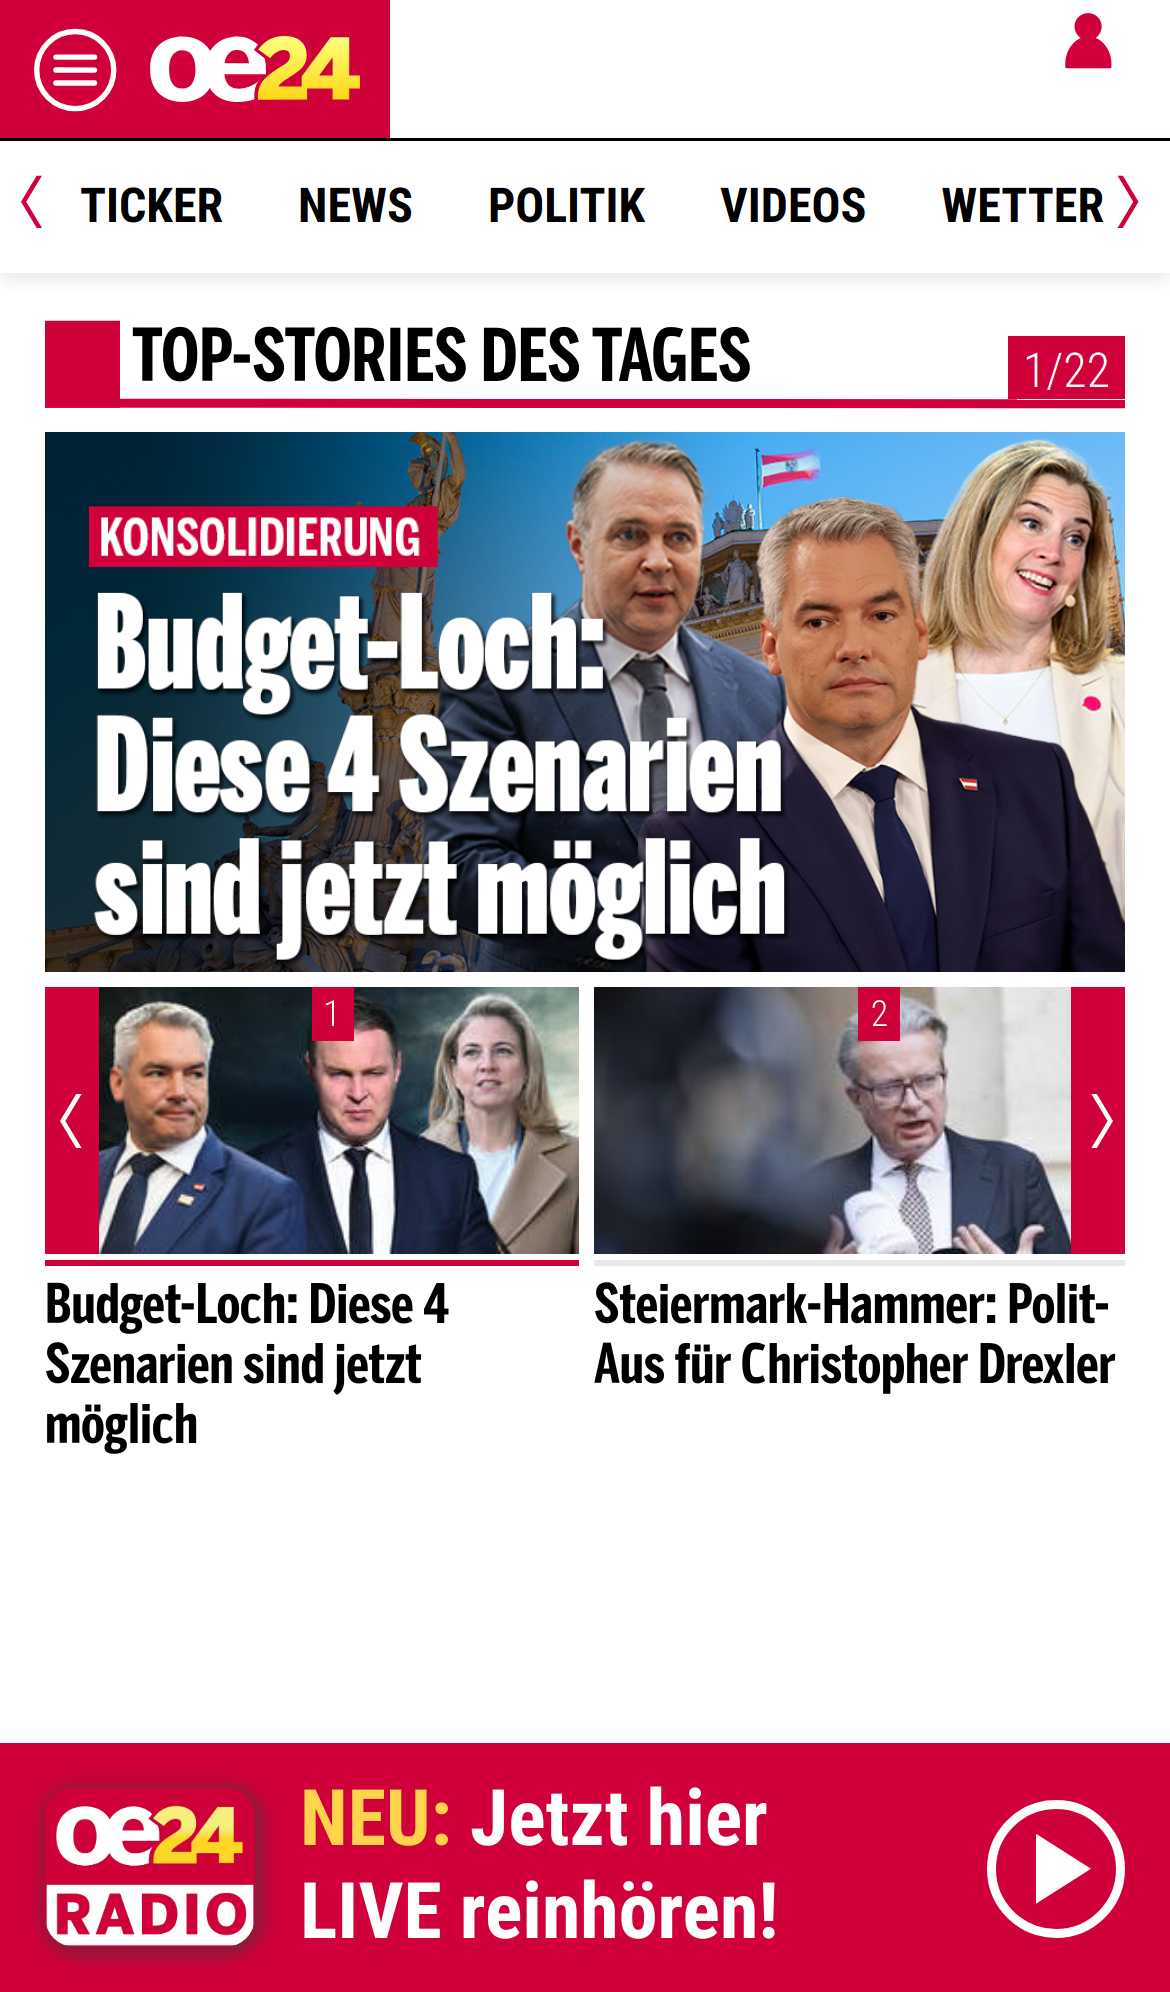 oe24
TICKER NEWS POLITIK VIDEOS WETTER
TOP-STORIES DES TAGES
1/22
KONSOLIDIERUNG
Budget-Loch:
Diese 4 Szenarien
sind jetzt möglich
1
Budget-Loch: Diese 4
Szenarien sind jetzt
möglich
2
Steiermark-Hammer: Polit-
Aus für Christopher Drexler
oe24
RADIO
NEU: Jetzt hier
LIVE reinhören!